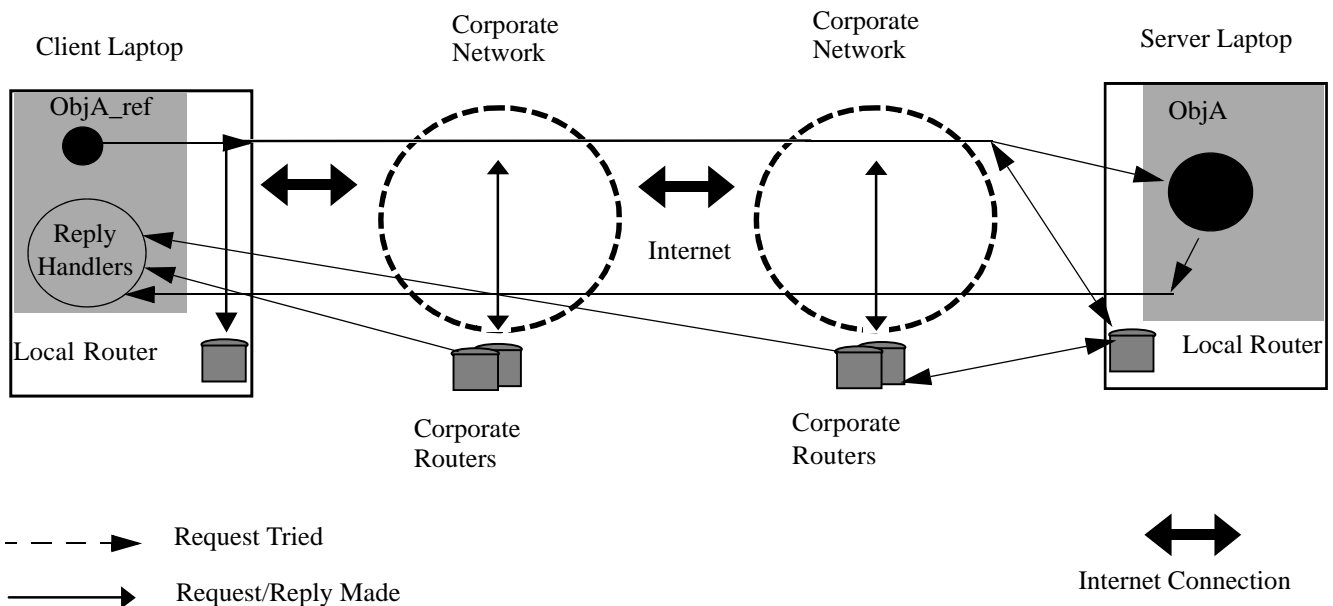 Client Laptop
Corporate
Network
Corporate
Network
Server Laptop
ObjA_ref
ObjA
Reply
Handlers
Internet
Local Router
Local Router
Corporate
Routers
Corporate
Routers
Request Tried
Request/Reply Made
Internet Connection